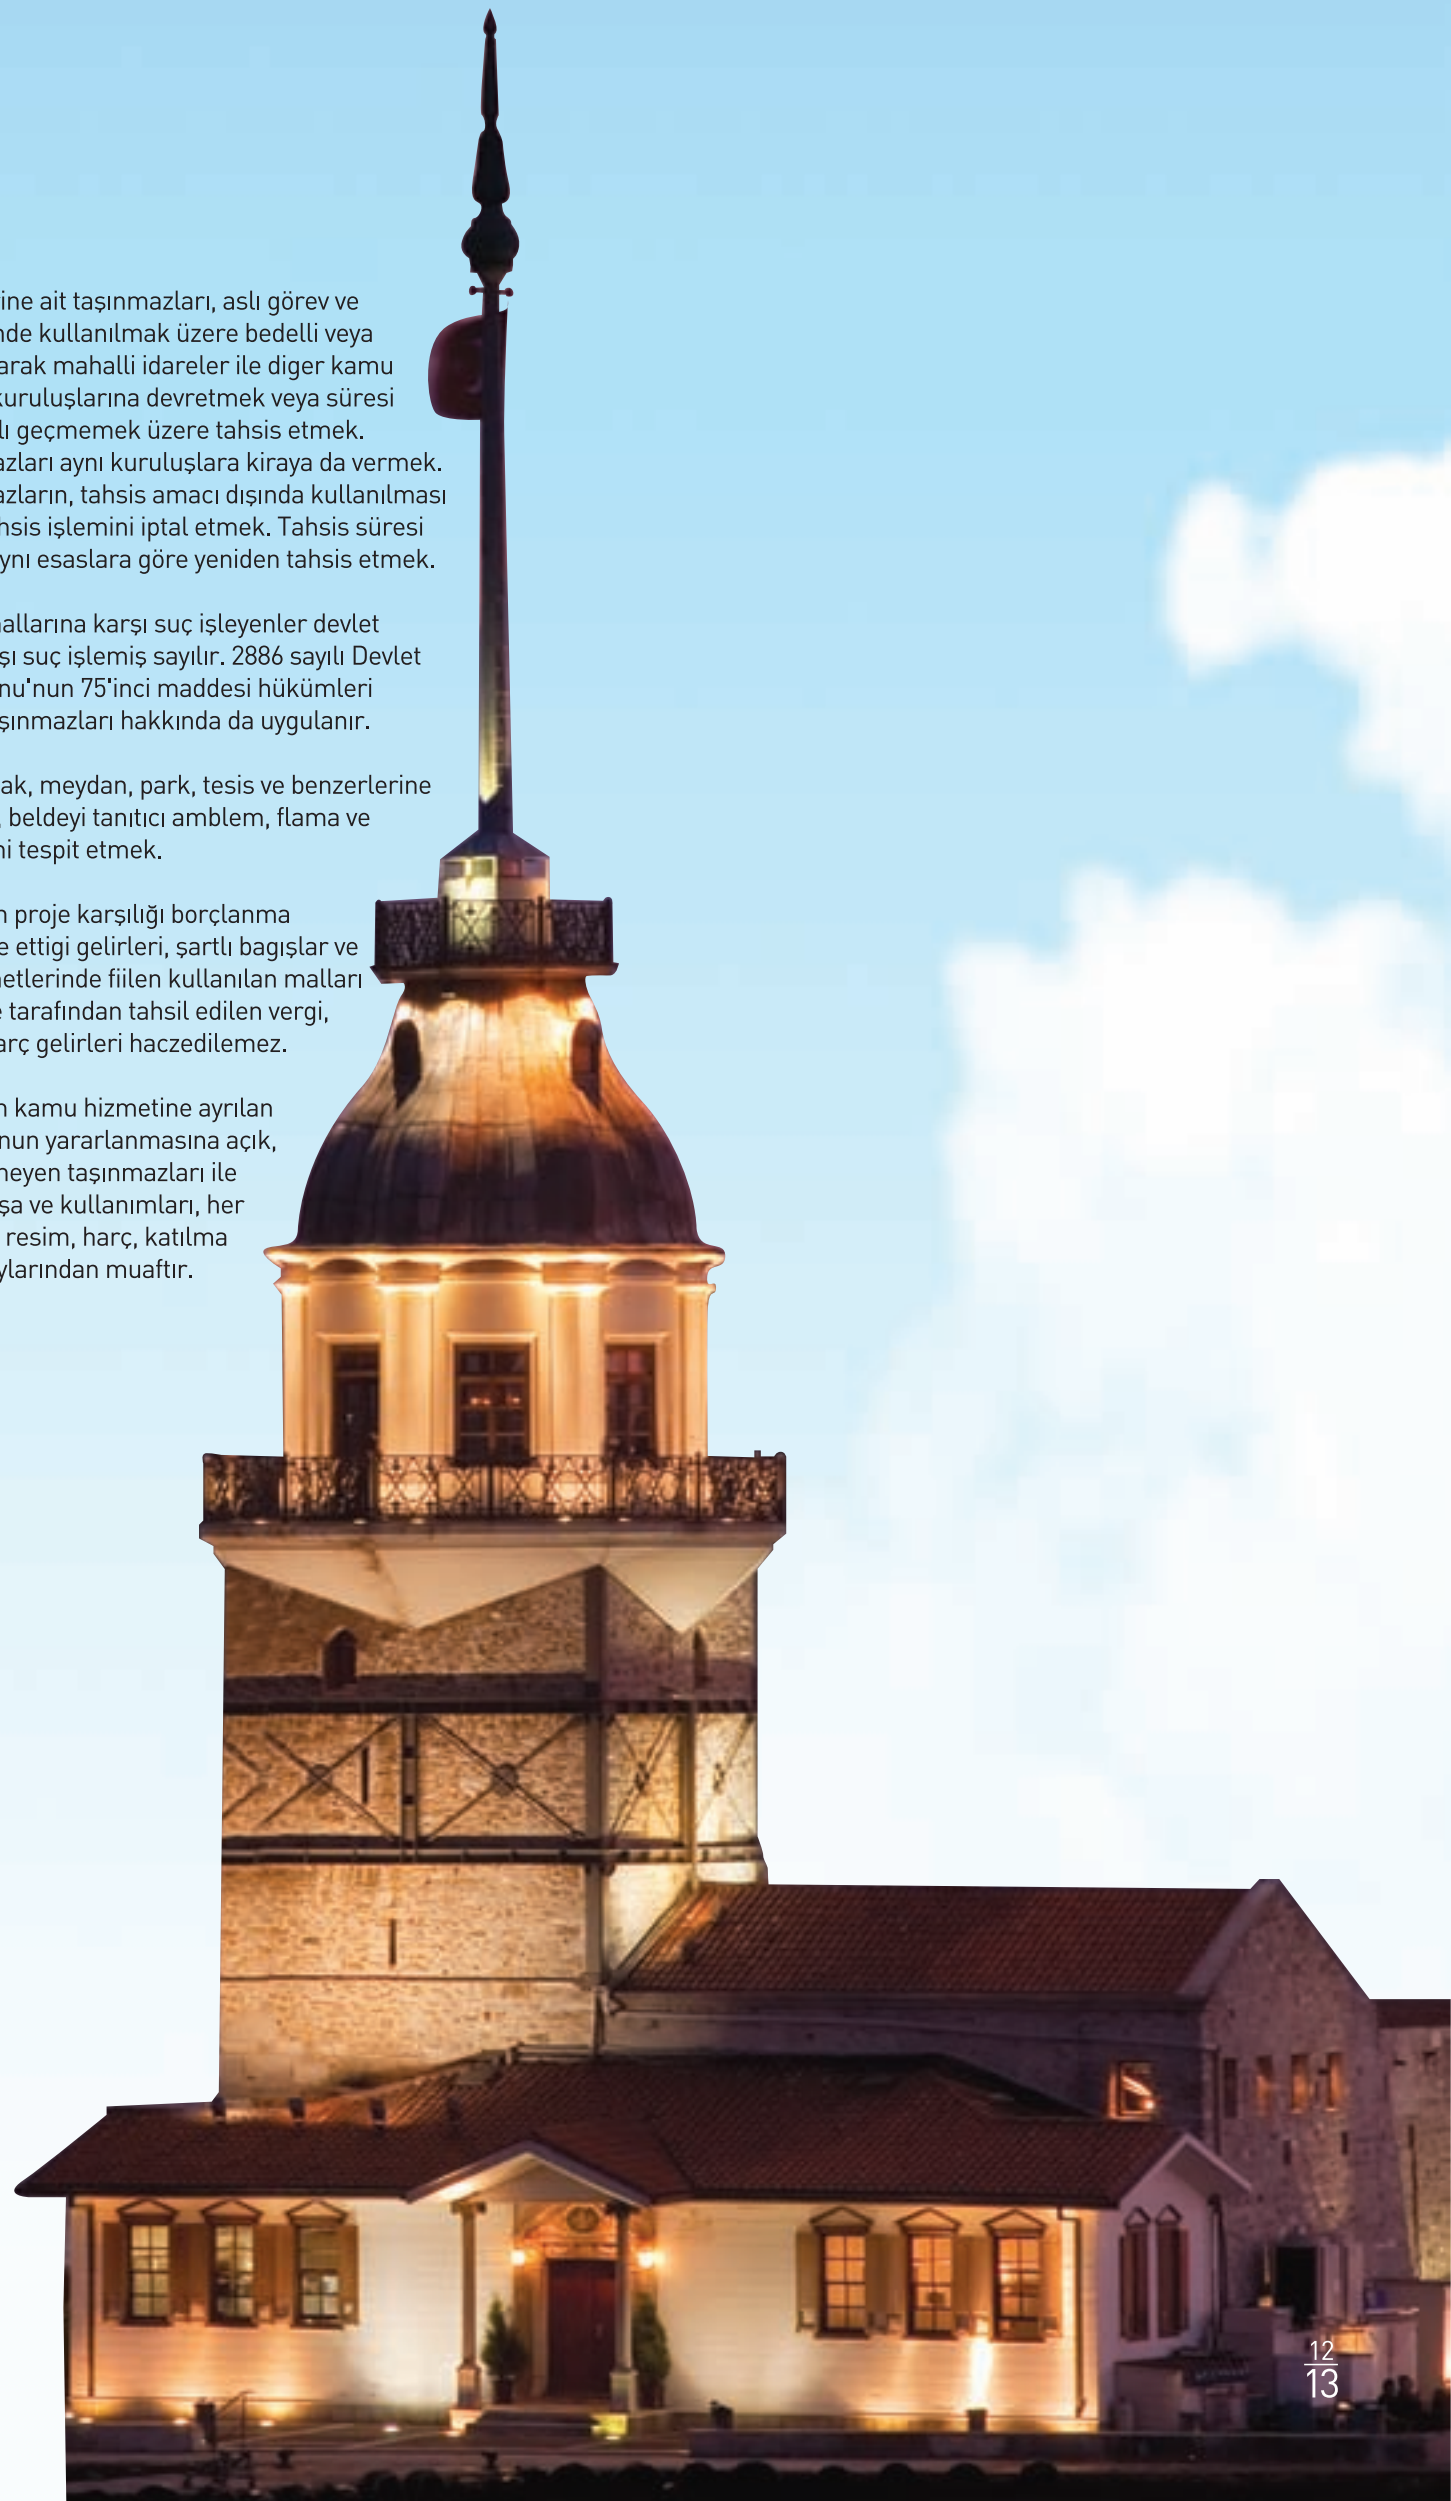 ine ait taşınmazları, aslı görev ve
nde kullanılmak üzere bedelli veya
arak mahalli idareler ile diger kamu
kuruluşlarına devretmek veya süresi
lı geçmemek üzere tahsis etmek.
azları aynı kuruluşlara kiraya da vermek.
azların, tahsis amacı dışında kullanılması
hsis işlemini iptal etmek. Tahsis süresi
ynı esaslara göre yeniden tahsis etmek.
allarına karşı suç işleyenler devlet
şı suç işlemiş sayılır. 2886 sayılı Devlet
nu'nun 75'inci maddesi hükümleri
şınmazları hakkında da uygulanır.
ak, meydan, park, tesis ve benzerlerine
, beldeyi tanıtıcı amblem, flama ve
ni tespit etmek.
n proje karşılığı borçlanma
e ettigi gelirleri, şartlı bagışlar ve
etlerinde fiilen kullanılan malları
e tarafından tahsil edilen vergi,
arç gelirleri haczedilemez.
n kamu hizmetine ayrılan
nun yararlanmasına açık,
neyen taşınmazları ile
şa ve kullanımları, her
resim, harç, katılma
ylarından muaftır.
12
13